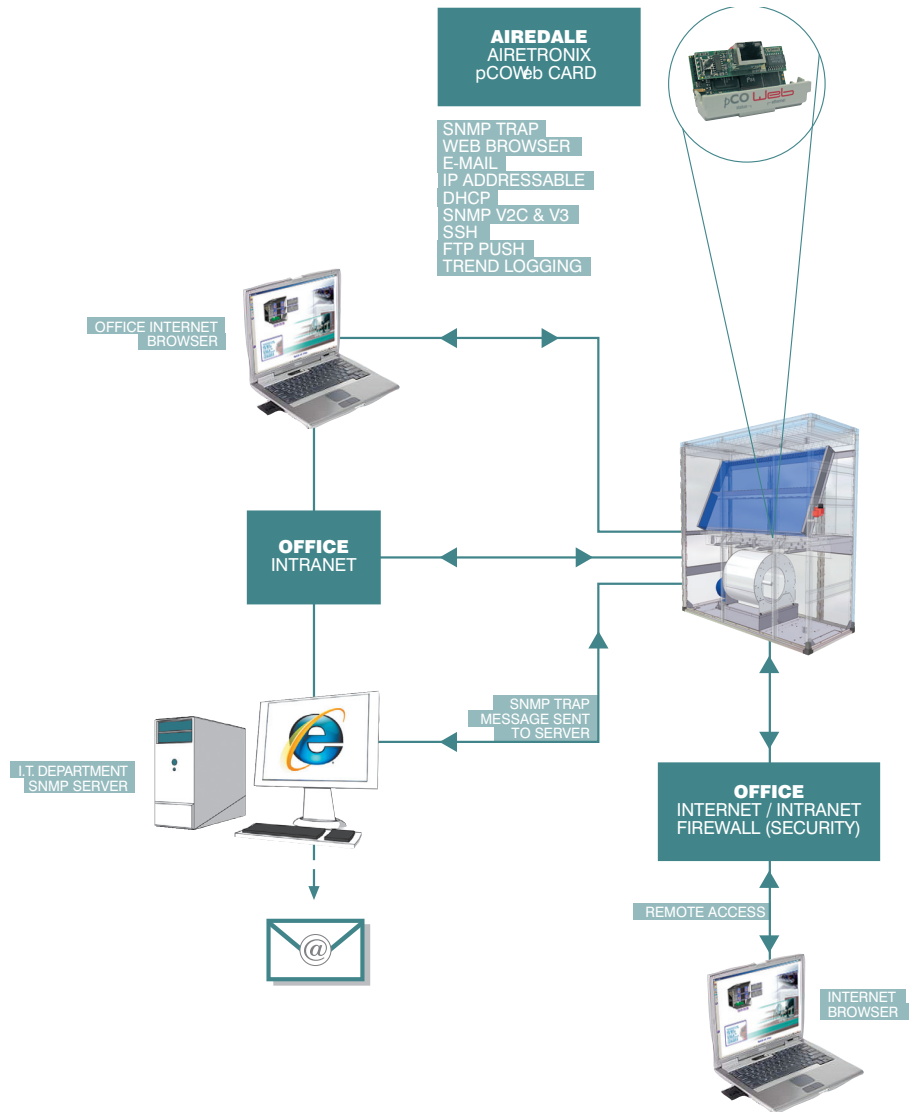 AIREDALE
AIRETRONIX
pCOWeb CARD
pCO Web
SNMP TRAP
WEB BROWSER
E-MAIL
IP ADDRESSABLE
DHCP
SNMP V2C & V3
SSH
FTP PUSH
TREND LOGGING
OFFICE INTERNET
BROWSER
OFFICE
INTRANET
SNMP TRAP
MESSAGE SENT
TO SERVER
I.T. DEPARTMENT
SNMP SERVER
OFFICE
INTERNET / INTRANET
FIREWALL (SECURITY)
REMOTE ACCESS
@
INTERNET
BROWSER